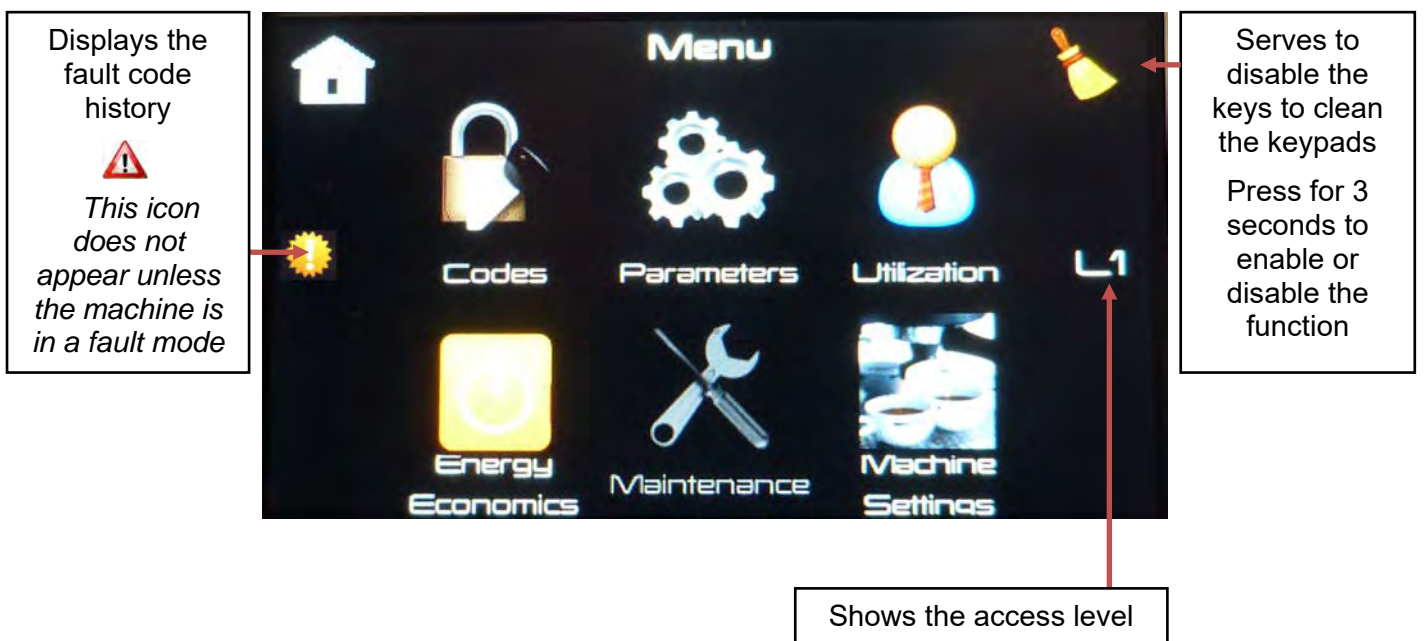 Displays the
fault code
history
This icon
does not
appear unless
the machine is
in a fault mode
Menu
Codes
Parameters
Utilization
L1
Energy
Economics
Maintenance
Machine
Settings
Serves to
disable the
keys to clean
the keypads
Press for 3
seconds to
enable or
disable the
function
Shows the access level